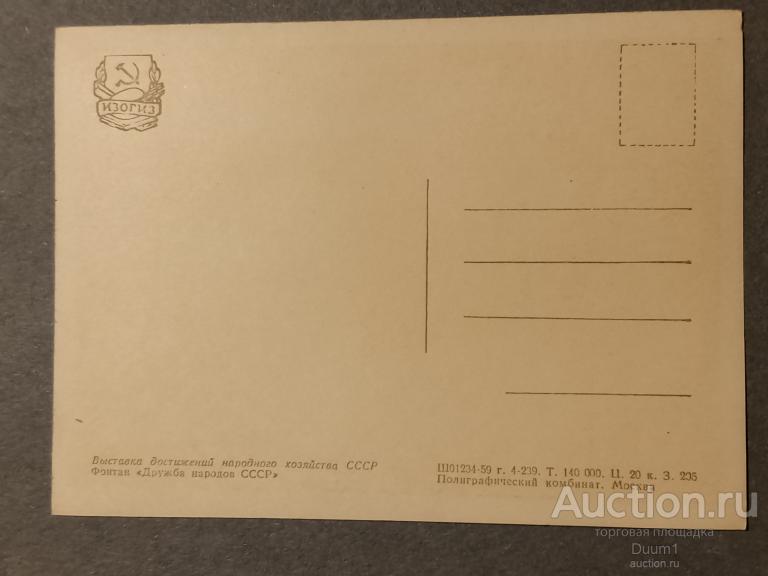 ИЗОГИЗ
Выставка достижений народного хозяйства СССР
Фонтан «Дружба народов СССР»
Ш01234-59 г. 4-239. Т. 140 000. Ц. 20 к. З. 235
Полиграфический комбинат. Москва
Auction.ru
торговая площадка
Duum1
auction.ru